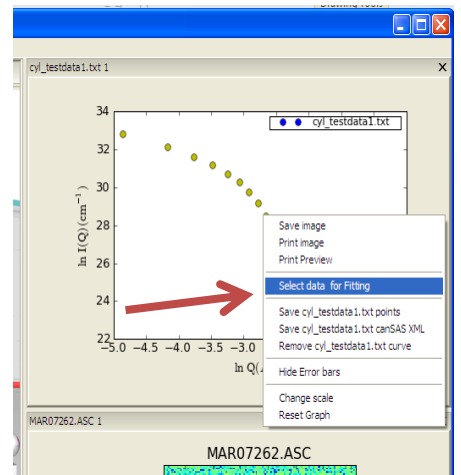 cyl_testdata1.txt 1
X
34
32
30
28
26
24
22
cyl_testdata1.txt
ln I(Q)(cm⁻¹)
−5.0 −4.5 −4.0 −3.5 −3.0
ln Q(
Save image
Print image
Print Preview
Select data for Fitting
Save cyl_testdata1.txt points
Save cyl_testdata1.txt canSAS XML
Remove cyl_testdata1.txt curve
Hide Error bars
Change scale
Reset Graph
MAR07262.ASC 1
MAR07262.ASC